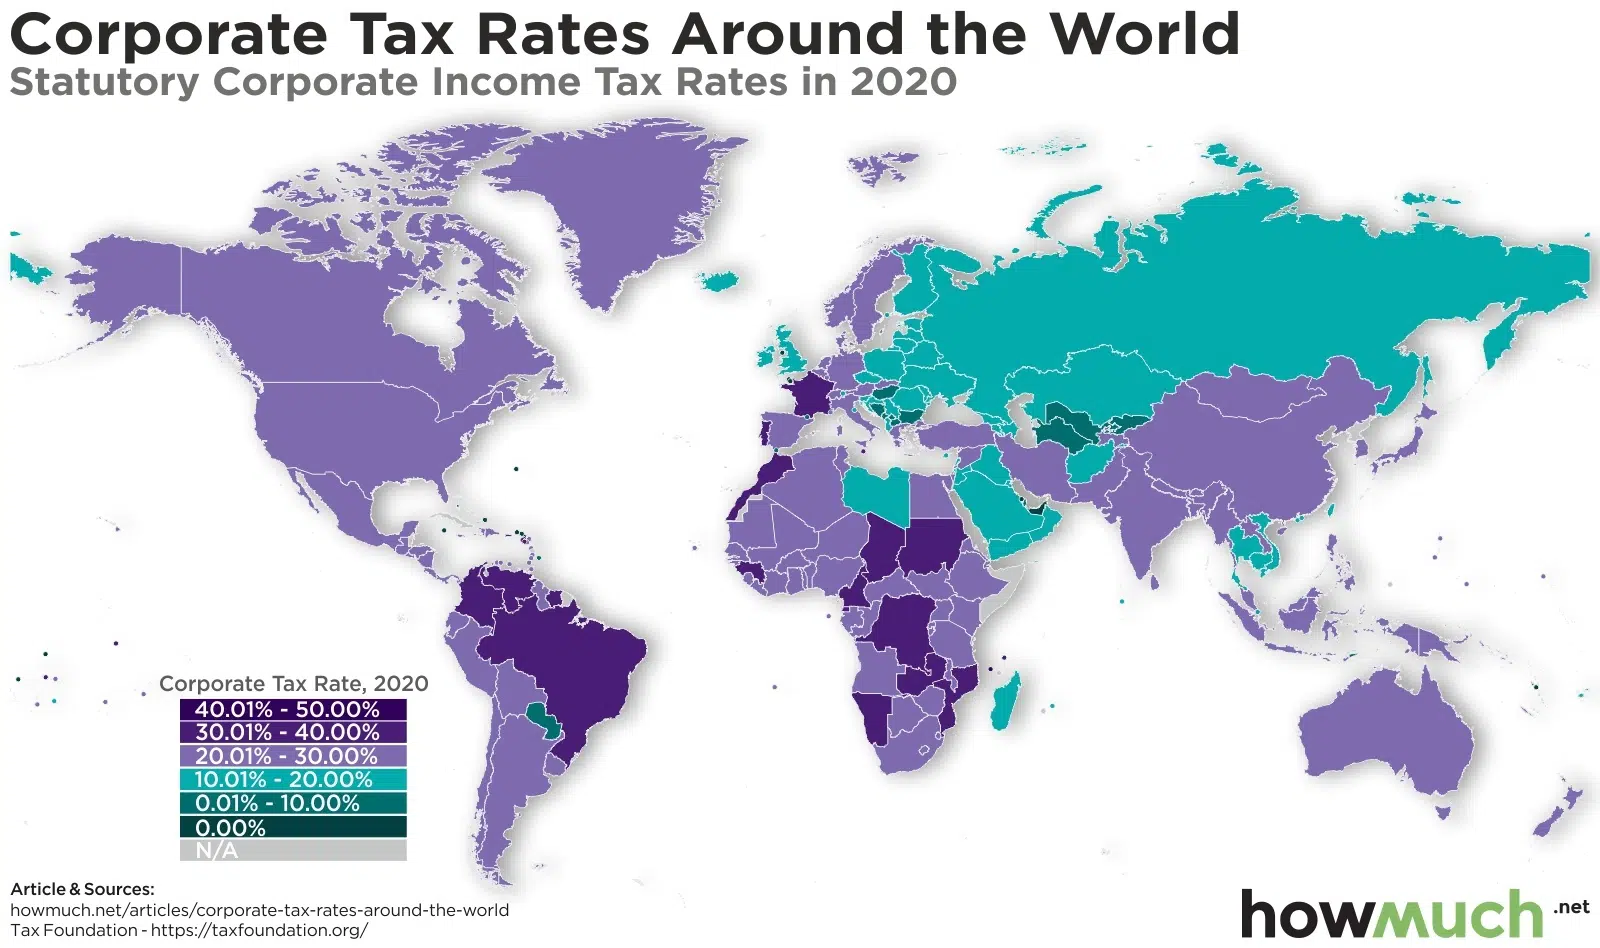 Corporate Tax Rates Around the World
Statutory Corporate Income Tax Rates in 2020
Corporate Tax Rate, 2020
40.01% - 50.00%
30.01% - 40.00%
20.01% - 30.00%
10.01% - 20.00%
0.01% - 10.00%
0.00%
N/A
Article & Sources:
howmuch.net/articles/corporate-tax-rates-around-the-world
Tax Foundation - https://taxfoundation.org/
howmuch.net